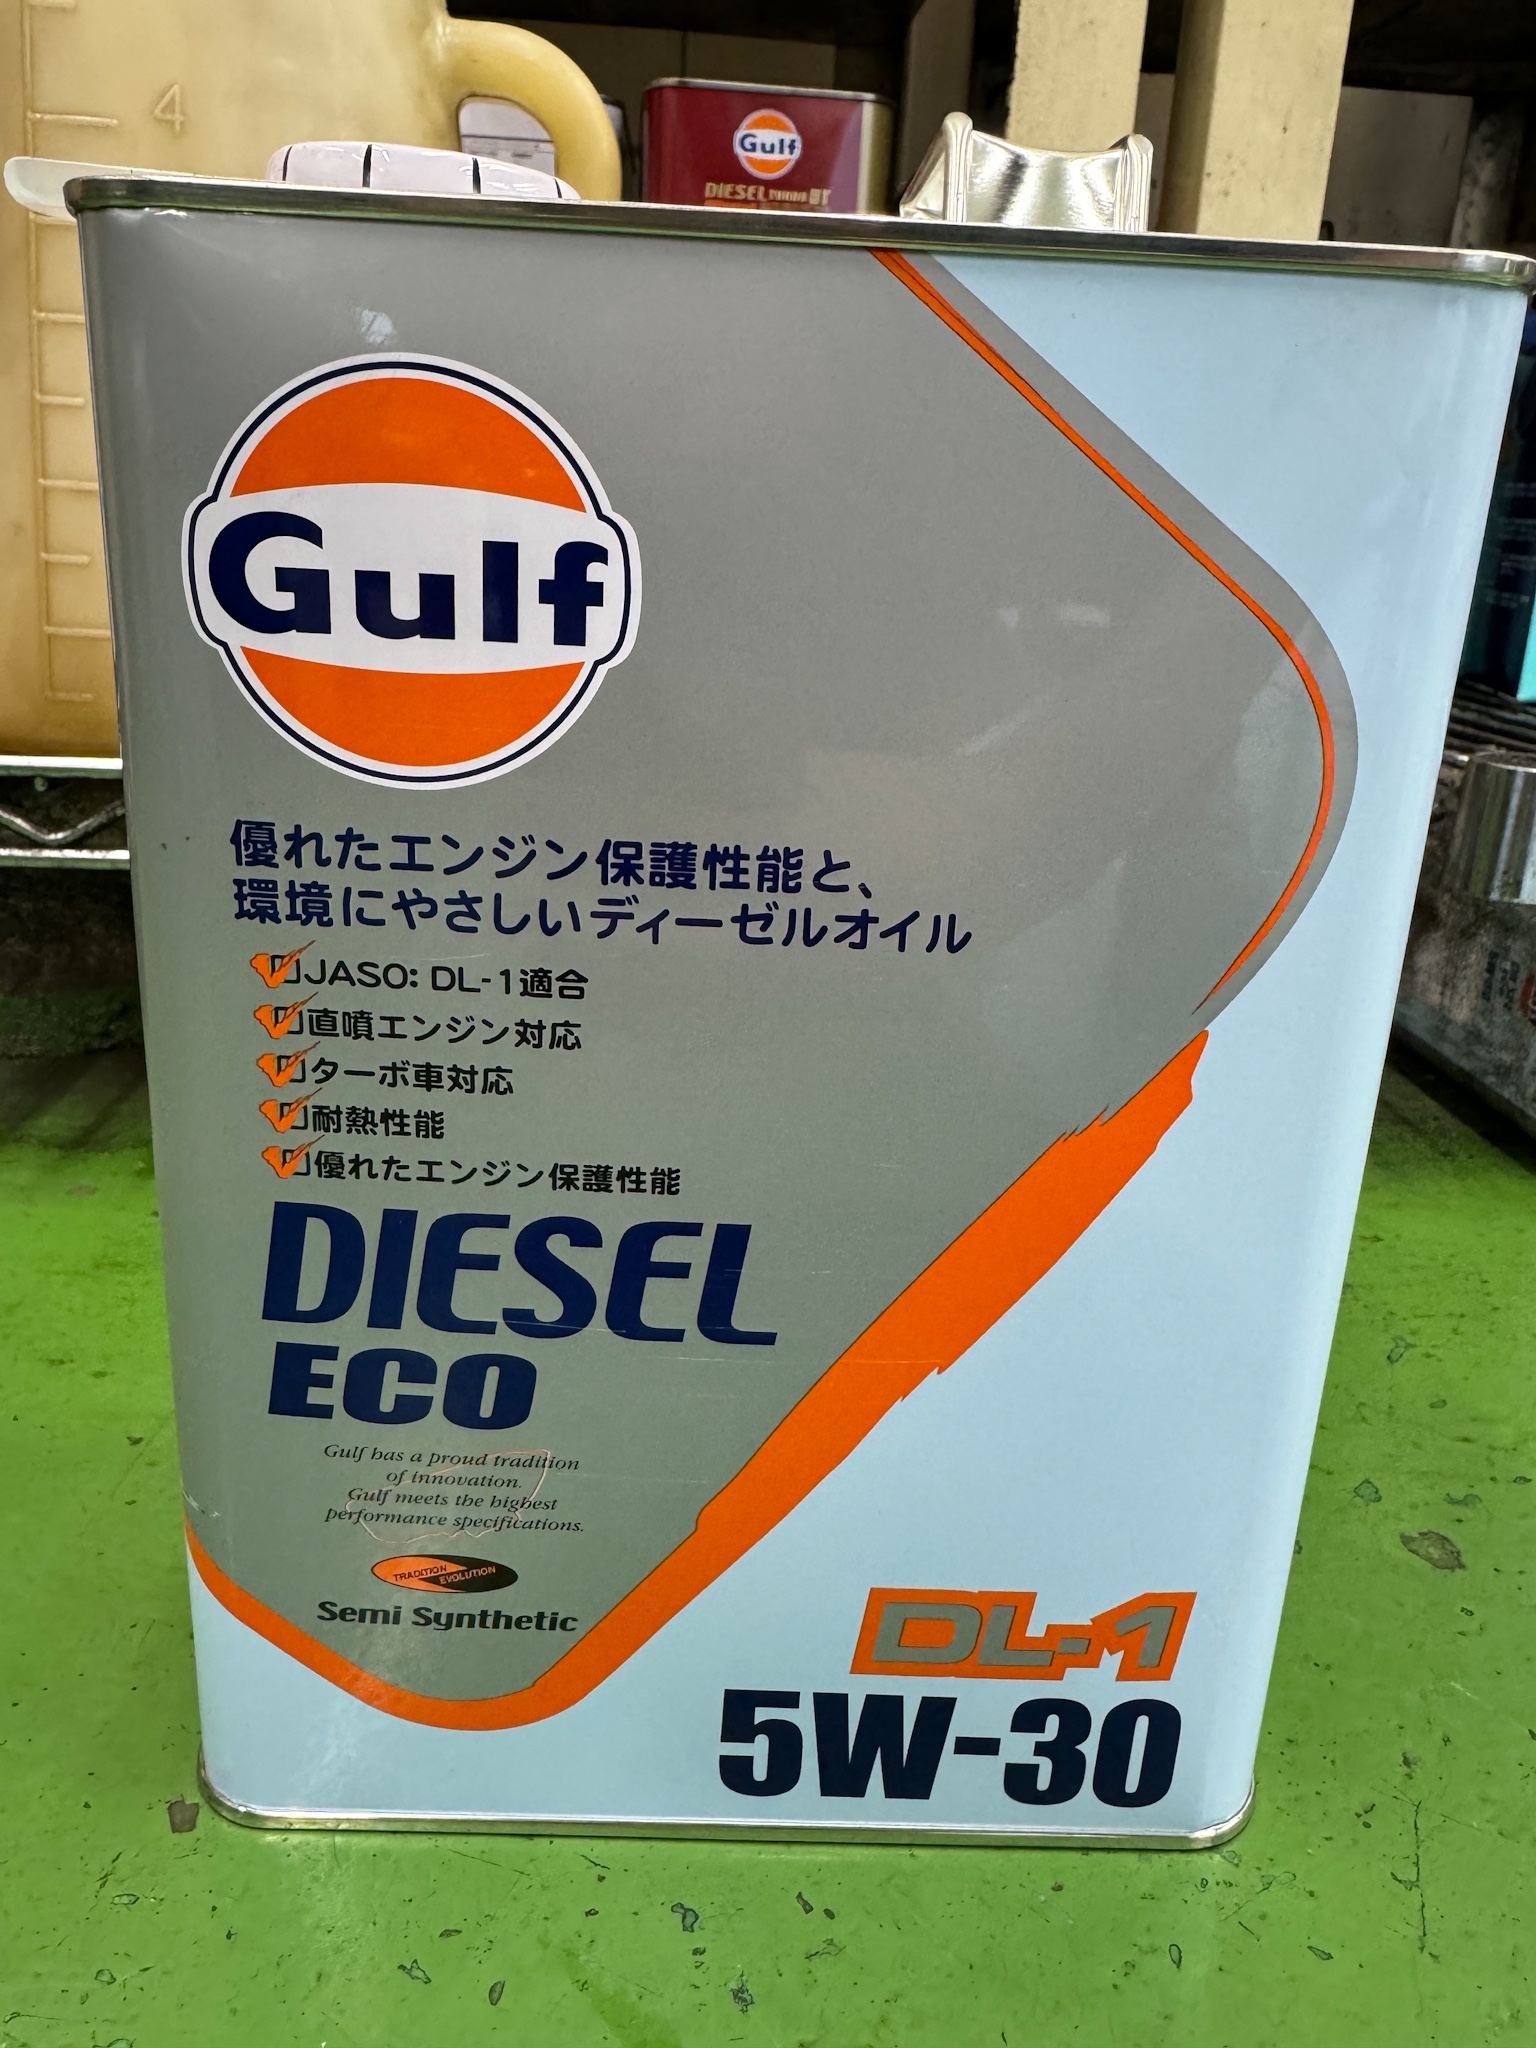 4
Gulf
DIESEL
Gulf
優れたエンジン保護性能と、
環境にやさしいディーゼルオイル
JASO: DL-1適合
直噴エンジン対応
ターボ車対応
耐熱性能
優れたエンジン保護性能
DIESEL
ECO
Gulf has a proud tradition
of innovation.
Gulf meets the highest
performance specifications.
TRADITION
EVOLUTION
Semi Synthetic
DL-1
5W-30